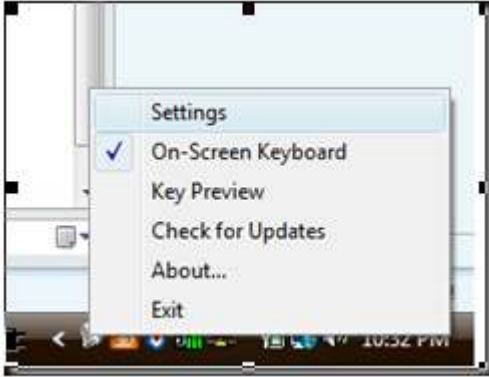 Settings
On-Screen Keyboard
Key Preview
Check for Updates
About...
Exit
10:32 PM